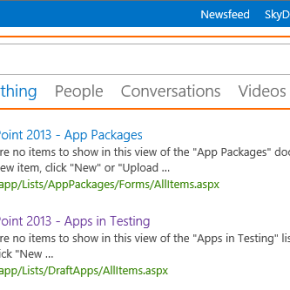 Newsfeed SkyD
thing People Conversations Videos
Point 2013 - App Packages
re no items to show in this view of the "App Packages" doc
ew item, click "New" or "Upload ...
app/Lists/AppPackages/Forms/AllItems.aspx
Point 2013 - Apps in Testing
re no items to show in this view of the "Apps in Testing" lis
ick "New ...
app/Lists/DraftApps/AllItems.aspx